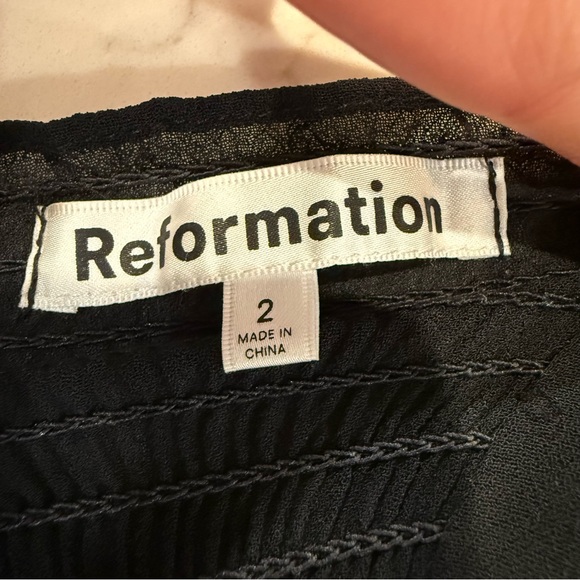 Reformation
2
MADE IN
CHINA